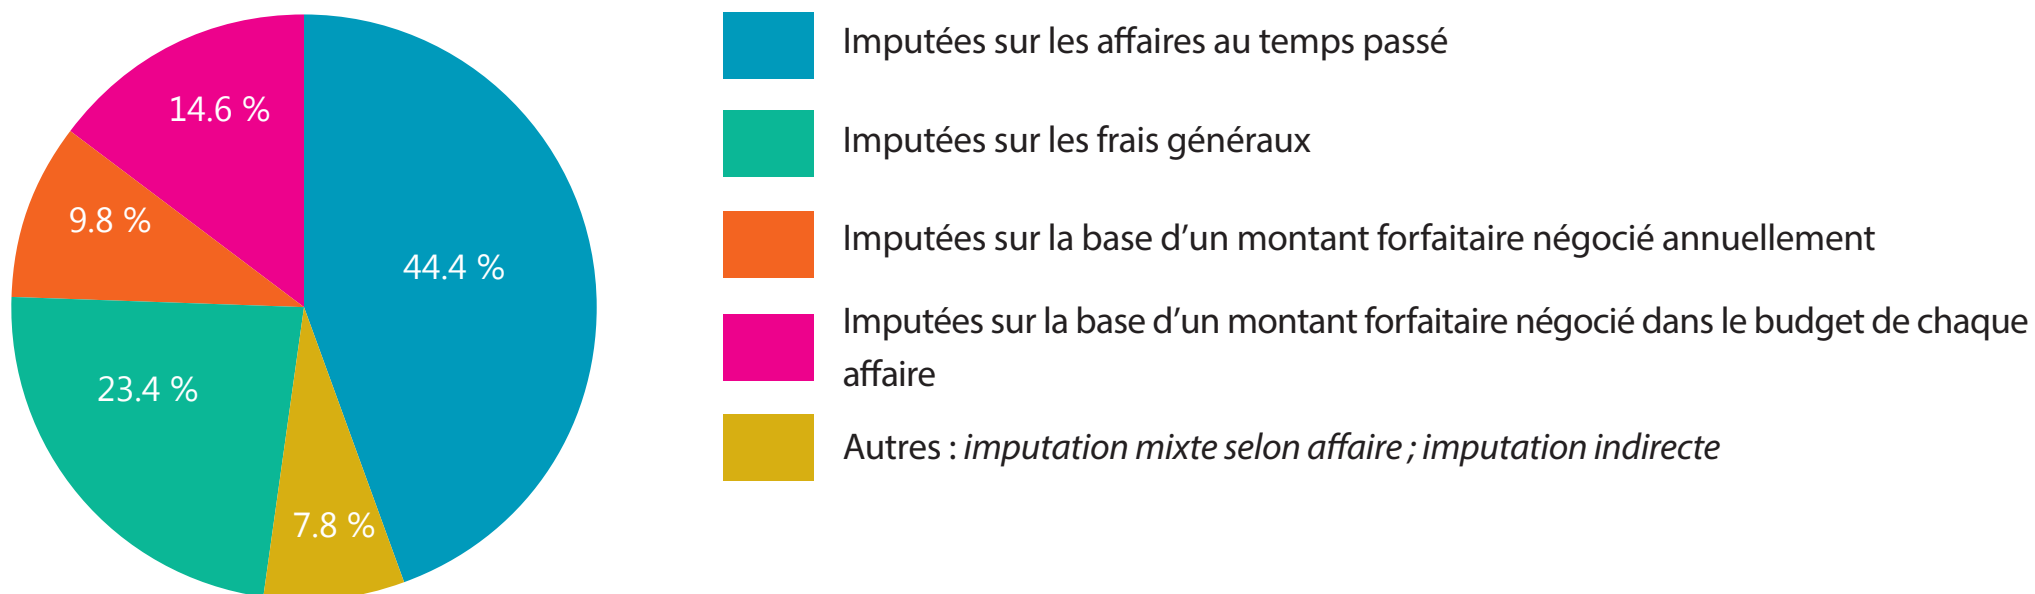 Imputées sur les affaires au temps passé
14.6 %
Imputées sur les frais généraux
9.8 %
Imputées sur la base d’un montant forfaitaire négocié annuellement
44.4 %
Imputées sur la base d’un montant forfaitaire négocié dans le budget de chaque
affaire
23.4 %
Autres : imputation mixte selon affaire ; imputation indirecte
7.8 %